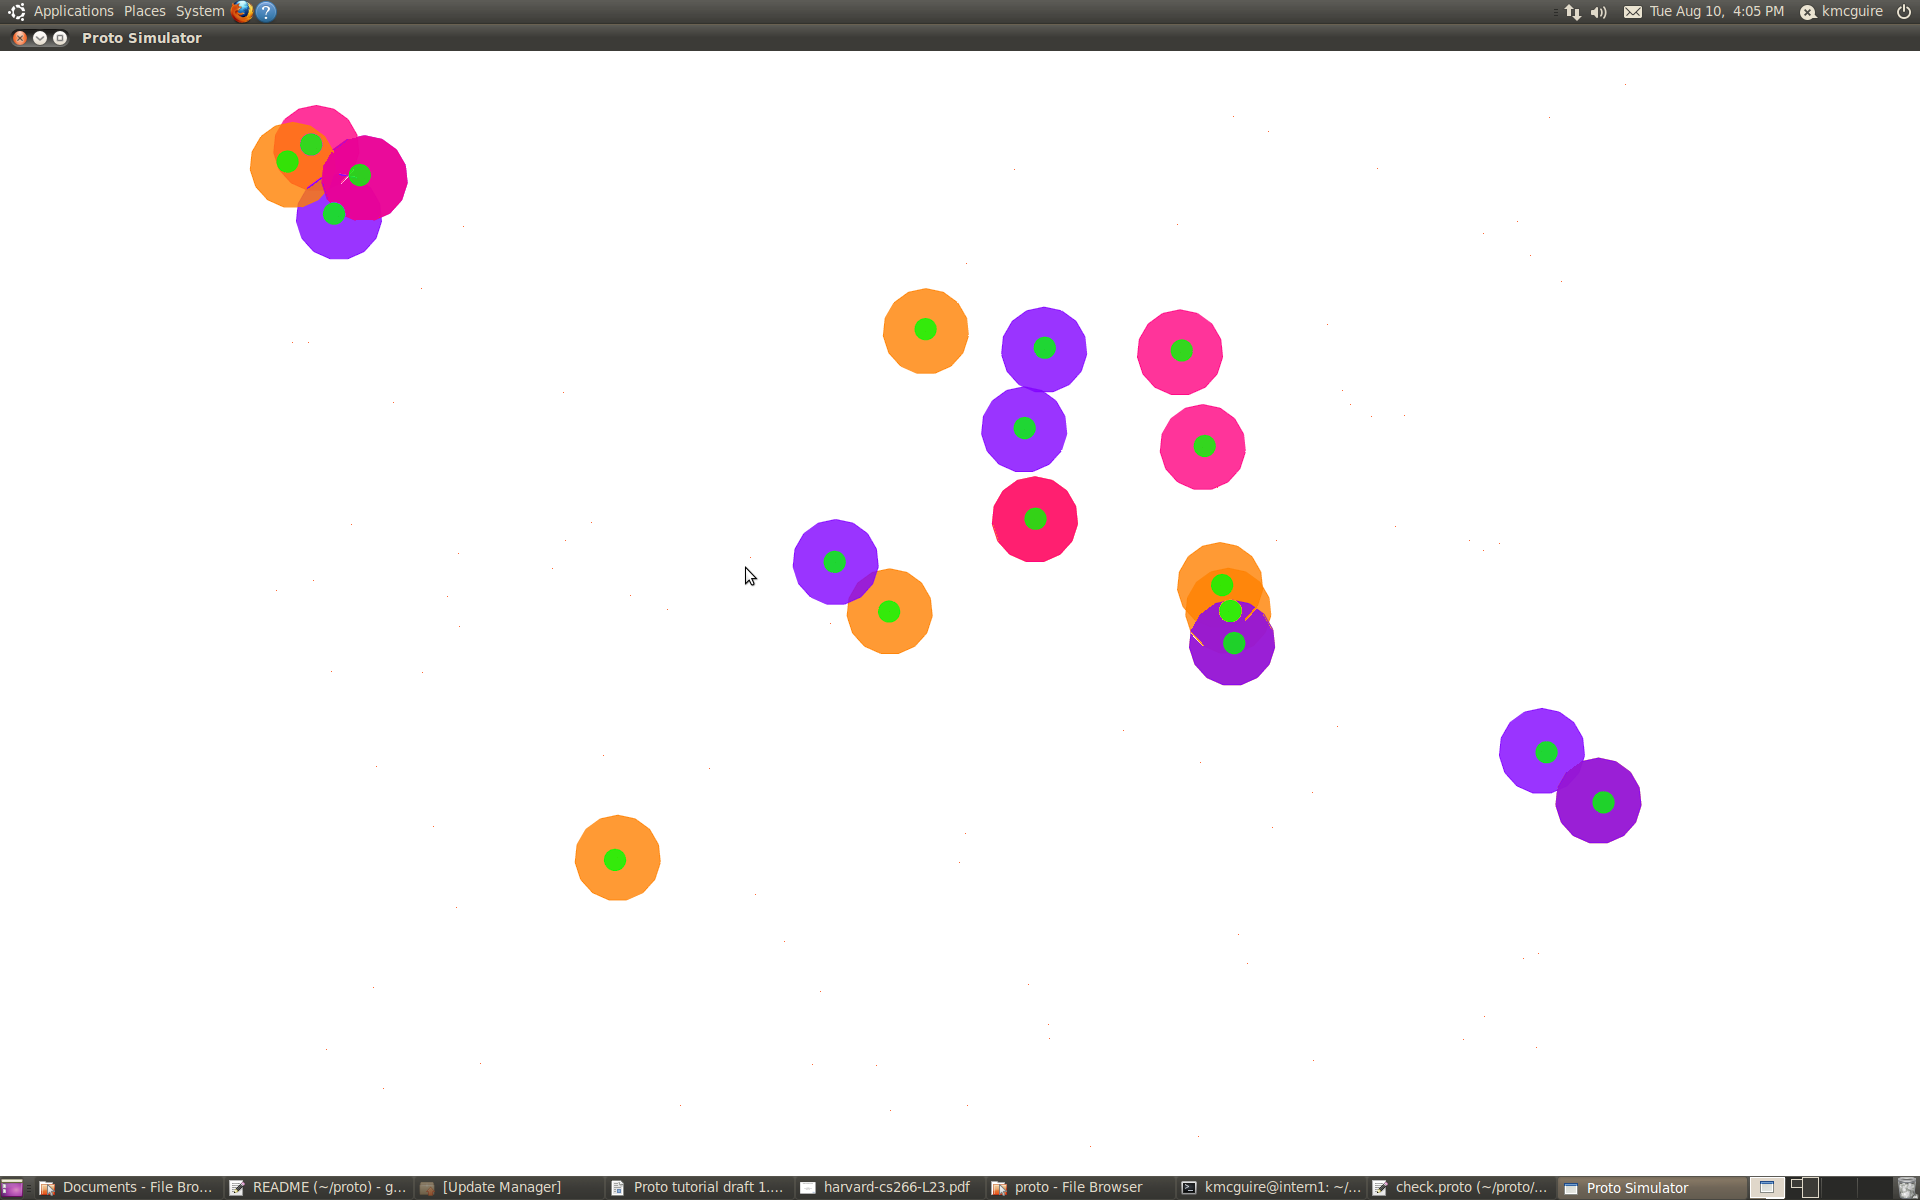 Applications Places System ? Tue Aug 10, 4:05 PM kmcguire
Proto Simulator
Documents - File Bro... README (~/proto) - g... [Update Manager] Proto tutorial draft 1.... harvard-cs266-L23.pdf proto - File Browser kmcguire@intern1: ~/... check.proto (~/proto/... Proto Simulator